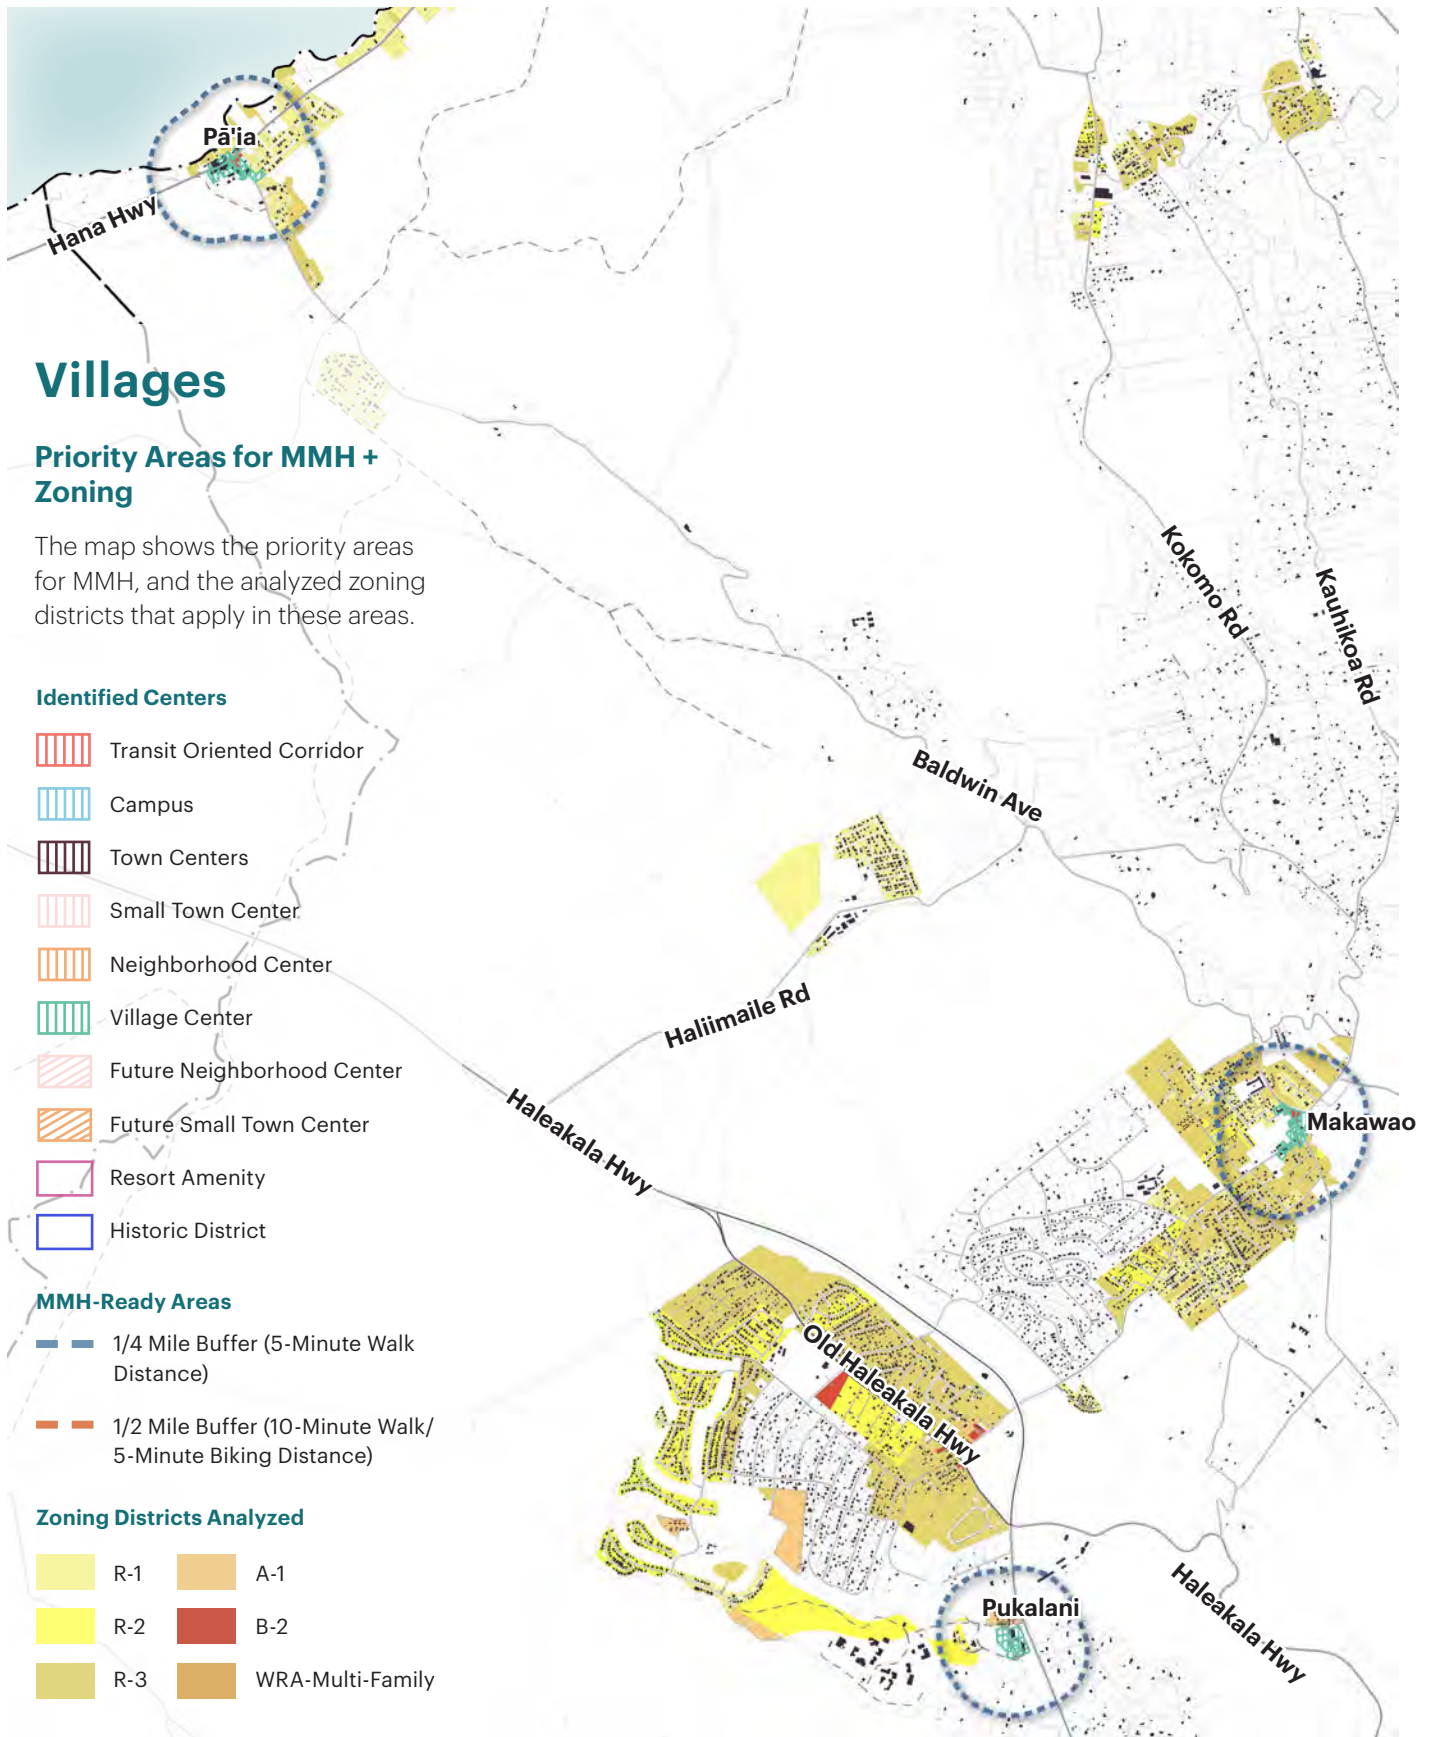 Pā'ia
Hana Hwy
Villages
Priority Areas for MMH +
Zoning
The map shows the priority areas
for MMH, and the analyzed zoning
districts that apply in these areas.
Kokomo Rd
Kauhikoa Rd
Baldwin Ave
Haliimaile Rd
Haleakala Hwy
Makawao
Old Haleakala Hwy
Pukalani
Haleakala Hwy
Identified Centers
Transit Oriented Corridor
Campus
Town Centers
Small Town Center
Neighborhood Center
Village Center
Future Neighborhood Center
Future Small Town Center
Resort Amenity
Historic District
MMH-Ready Areas
1/4 Mile Buffer (5-Minute Walk
Distance)
1/2 Mile Buffer (10-Minute Walk/
5-Minute Biking Distance)
Zoning Districts Analyzed
R-1
A-1
R-2
B-2
R-3
WRA-Multi-Family